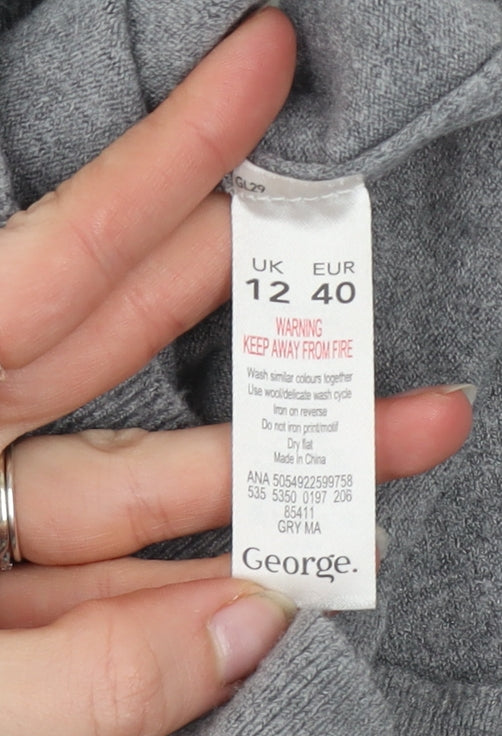 GL29
UK EUR
12 40
WARNING
KEEP AWAY FROM FIRE
Wash similar colours together
Use wool/delicate wash cycle
Iron on reverse
Do not iron print/motif
Dry flat
Made In China
ANA 5054922599758
535 5350 0197 206
85411
GRY MA
George.